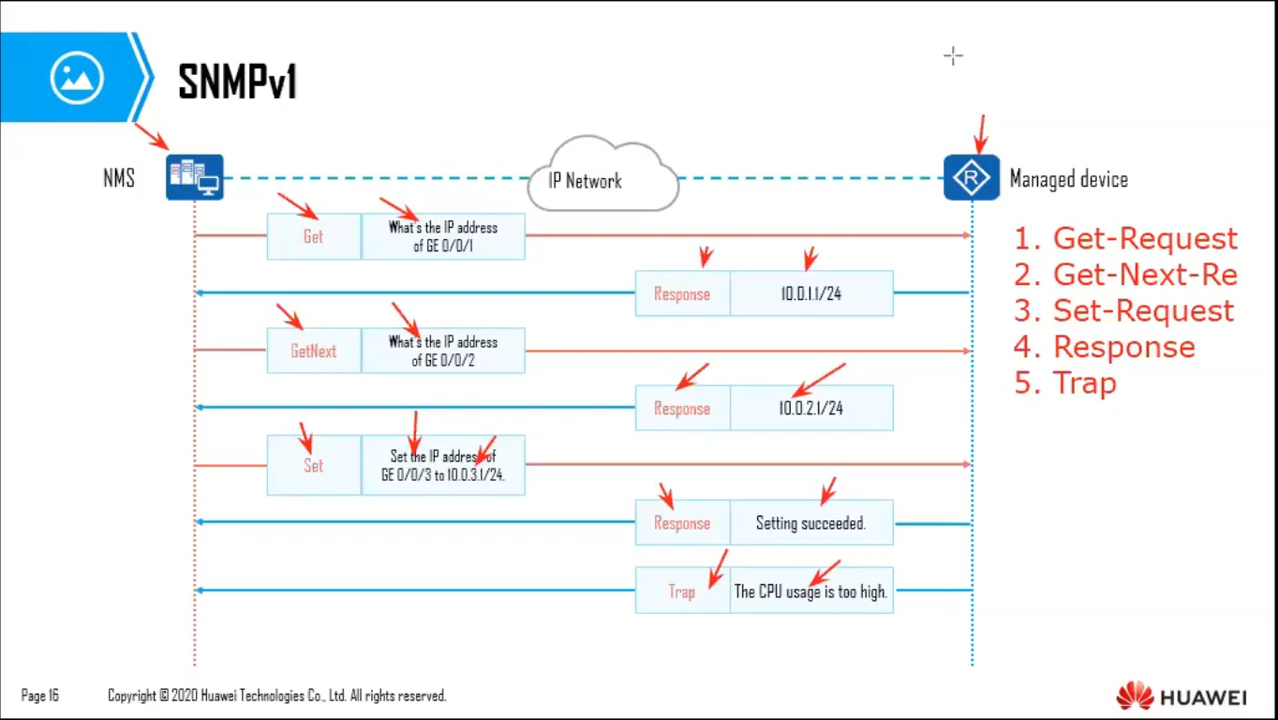 SNMPv1
NMS
IP Network
R
Managed device
Get
What's the IP address
of GE 0/0/1
Response
10.0.1.1/24
GetNext
What's the IP address
of GE 0/0/2
Response
10.0.2.1/24
Set
Set the IP address of
GE 0/0/3 to 10.0.3.1/24.
Response
Setting succeeded.
Trap
The CPU usage is too high.
1. Get-Request
2. Get-Next-Re
3. Set-Request
4. Response
5. Trap
Page 16
Copyright © 2020 Huawei Technologies Co., Ltd. All rights reserved.
HUAWEI